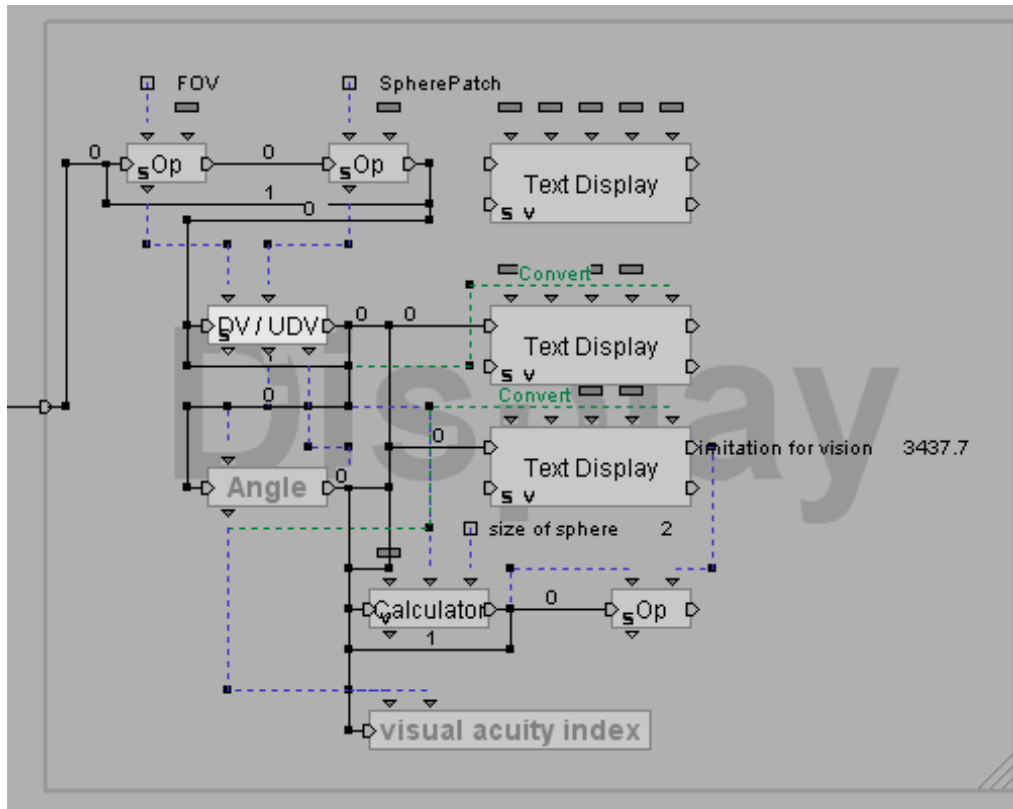 FOV SpherePatch
0 Op 0 Op
S S
1
0
Text Display
S V
Convert
DV / UDV 0 0
S
Text Display
S V
Display
0
Convert
0
Text Display
S V
imitation for vision 3437.7
Angle 0
size of sphere 2
Calculator 0 Op
V S
1
visual acuity index